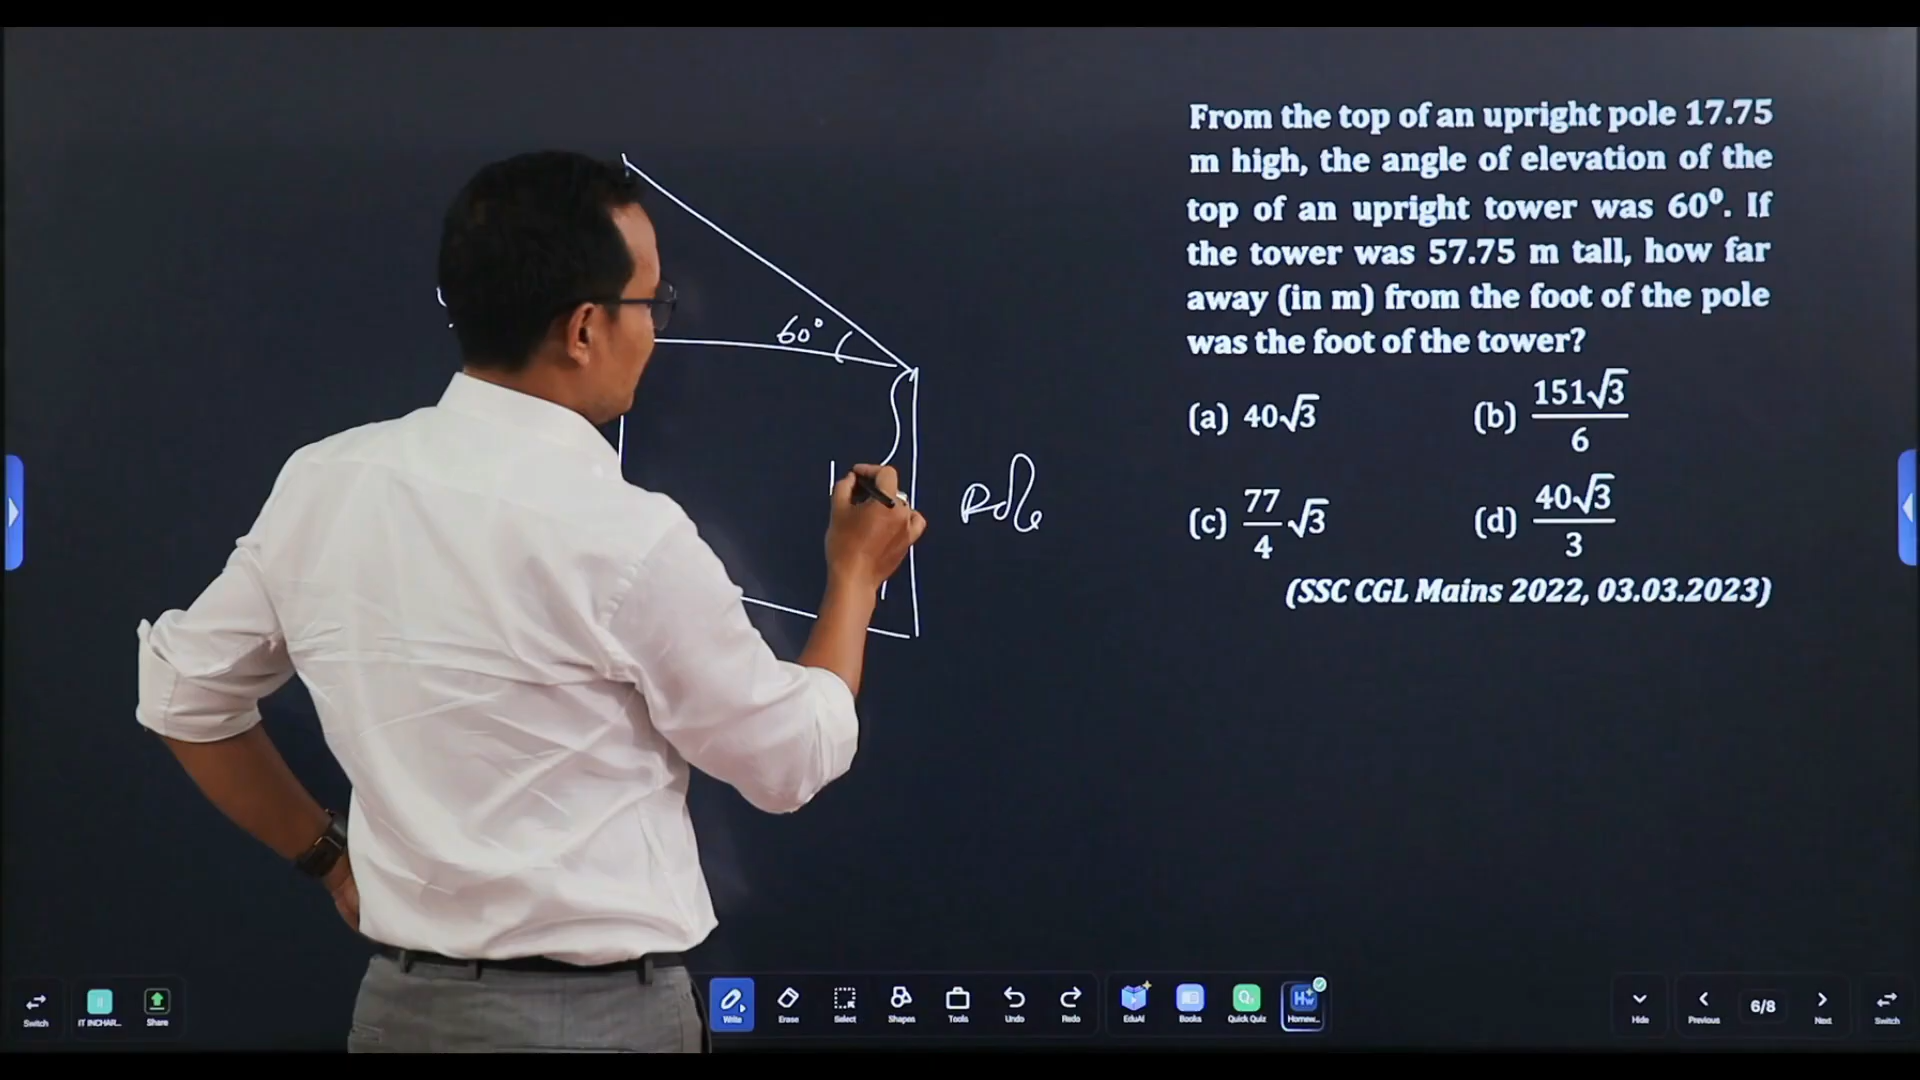 From the top of an upright pole 17.75
m high, the angle of elevation of the
top of an upright tower was 60⁰. If
the tower was 57.75 m tall, how far
away (in m) from the foot of the pole
was the foot of the tower?
(a) 40√3
(b) 151√3/6
(c) 77/4 √3
(d) 40√3/3
(SSC CGL Mains 2022, 03.03.2023)
60°
Pole
Switch
IT INCHAR...
Share
Write
Erase
Select
Shapes
Tools
Undo
Redo
EduAI
Books
Quick Quiz
Homew...
Hide
Previous
6/8
Next
Switch